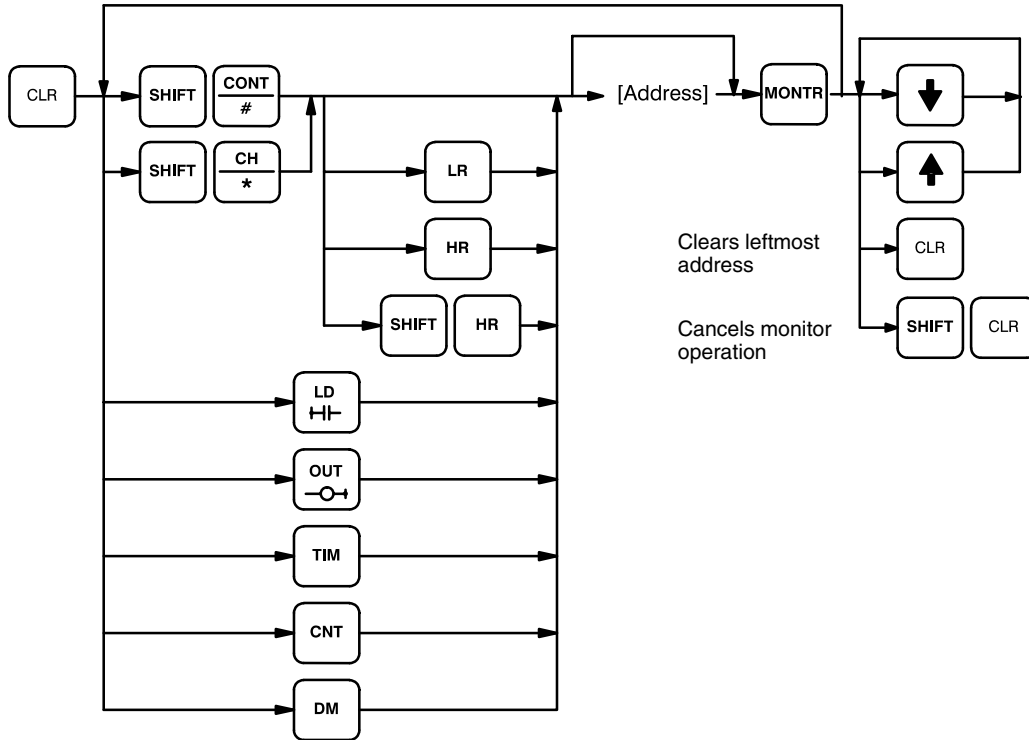 CLR
SHIFT
CONT
#
[Address]
MONTR
SHIFT
CH
*
LR
HR
Clears leftmost
address
CLR
SHIFT
HR
Cancels monitor
operation
SHIFT
CLR
LD
OUT
TIM
CNT
DM